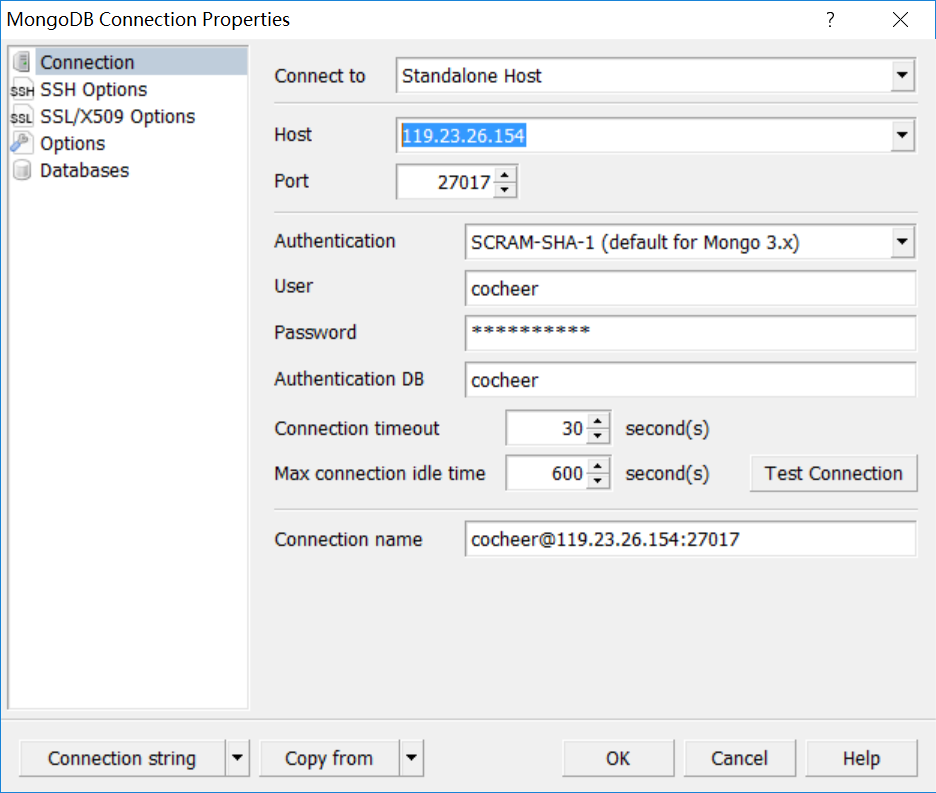 MongoDB Connection Properties
?
Connection
SSH SSH Options
SSL SSL/X509 Options
Options
Databases
Connect to Standalone Host
Host 119.23.26.154
Port 27017
Authentication SCRAM-SHA-1 (default for Mongo 3.x)
User cocheer
Password **********
Authentication DB cocheer
Connection timeout 30 second(s)
Max connection idle time 600 second(s) Test Connection
Connection name cocheer@119.23.26.154:27017
Connection string Copy from OK Cancel Help